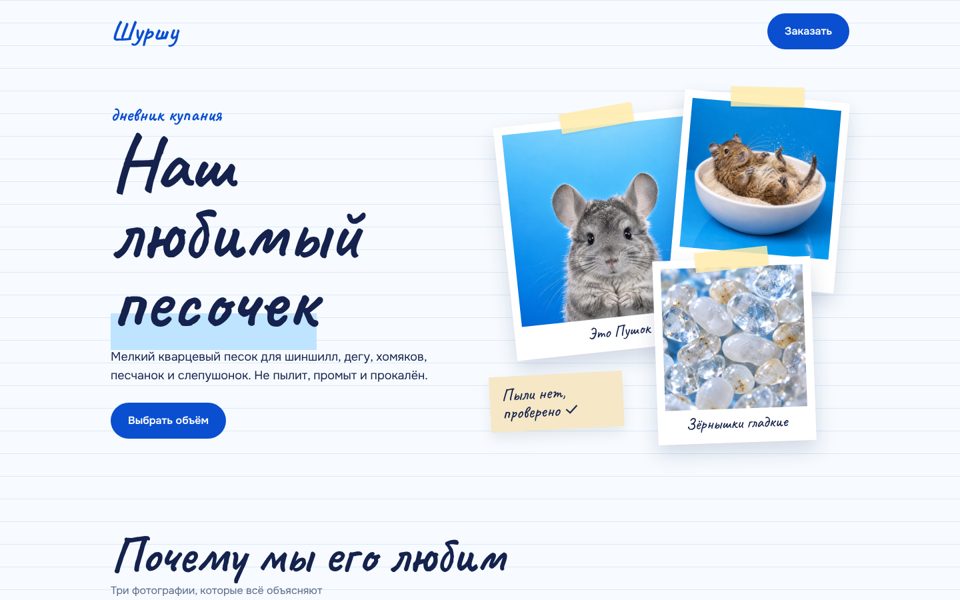 Шуршу
Заказать
дневник купания
Наш
любимый
песочек
Мелкий кварцевый песок для шиншилл, дегу, хомяков,
песчанок и слепушонок. Не пылит, промыт и прокалён.
Выбрать объём
Это Пушок
Пыли нет,
проверено ✓
Зёрнышки гладкие
Почему мы его любим
Три фотографии, которые всё объясняют